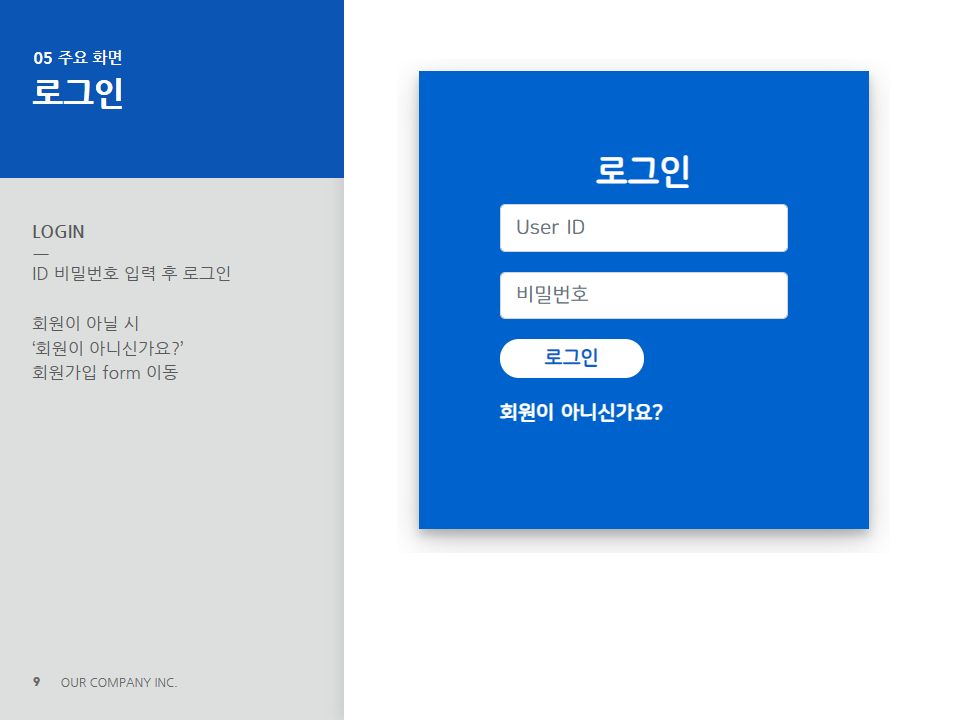 05 주요 화면
로그인
LOGIN
—
ID 비밀번호 입력 후 로그인
회원이 아닐 시
‘회원이 아니신가요?’
회원가입 form 이동
9 OUR COMPANY INC.
로그인
User ID
비밀번호
로그인
회원이 아니신가요?